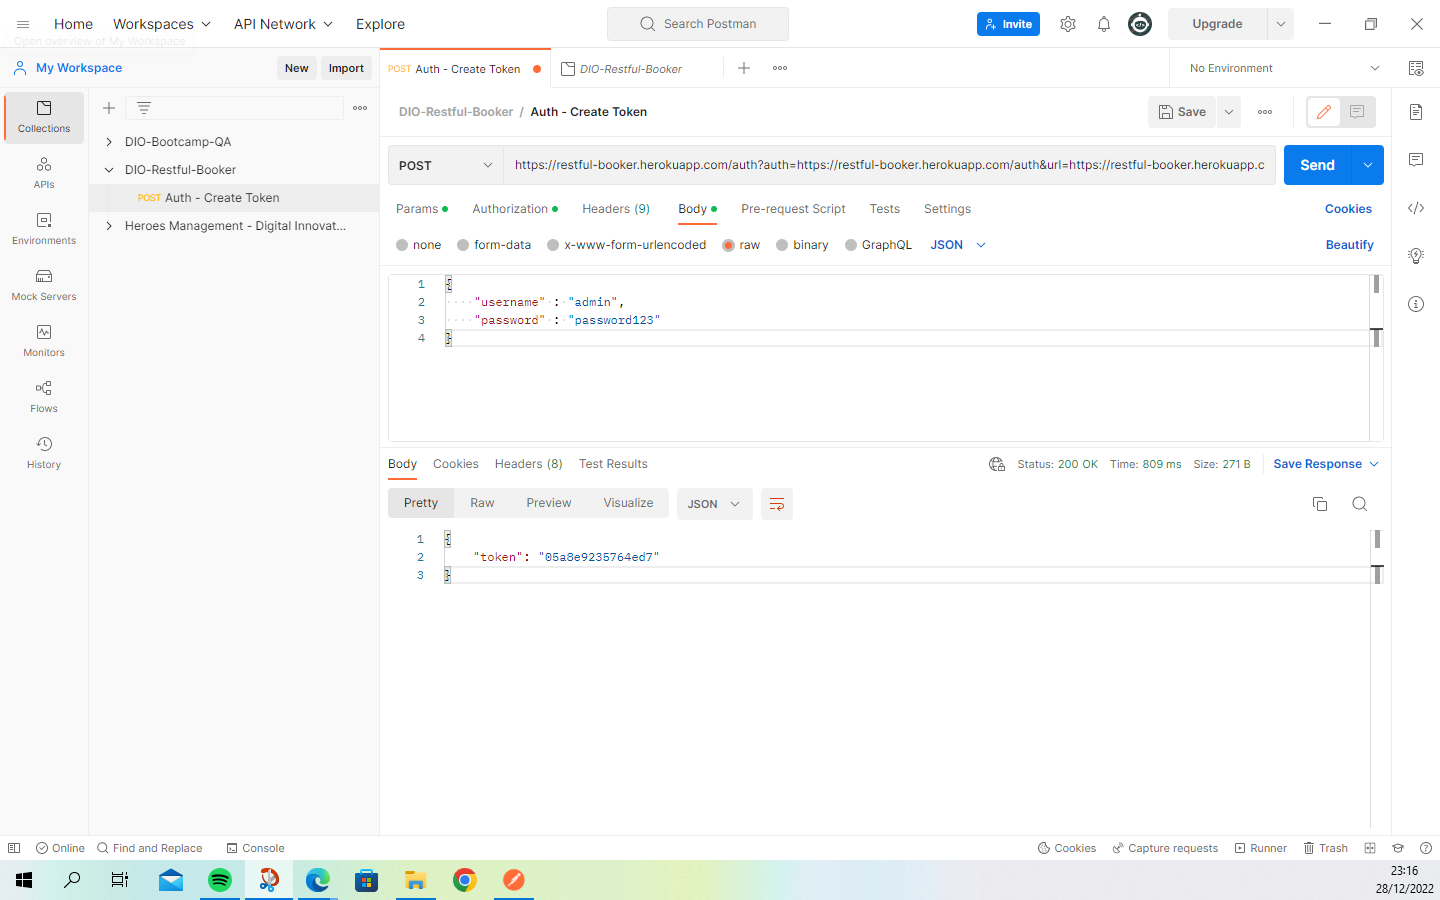 Home Workspaces API Network Explore Search Postman Invite Upgrade
Open overview of My Workspace
My Workspace New Import POST Auth - Create Token DIO-Restful-Booker No Environment
DIO-Restful-Booker / Auth - Create Token Save
Collections
DIO-Bootcamp-QA
DIO-Restful-Booker
POST Auth - Create Token
Heroes Management - Digital Innovat...
APIs
Environments
Mock Servers
Monitors
Flows
History
POST https://restful-booker.herokuapp.com/auth?auth=https://restful-booker.herokuapp.com/auth&url=https://restful-booker.herokuapp.c Send
Params Authorization Headers (9) Body Pre-request Script Tests Settings Cookies
none form-data x-www-form-urlencoded raw binary GraphQL JSON Beautify
1 {
2 "username" : "admin",
3 "password" : "password123"
4 }
Body Cookies Headers (8) Test Results Status: 200 OK Time: 809 ms Size: 271 B Save Response
Pretty Raw Preview Visualize JSON
1 {
2 "token": "05a8e9235764ed7"
3 }
Online Find and Replace Console Cookies Capture requests Runner Trash
23:16
28/12/2022